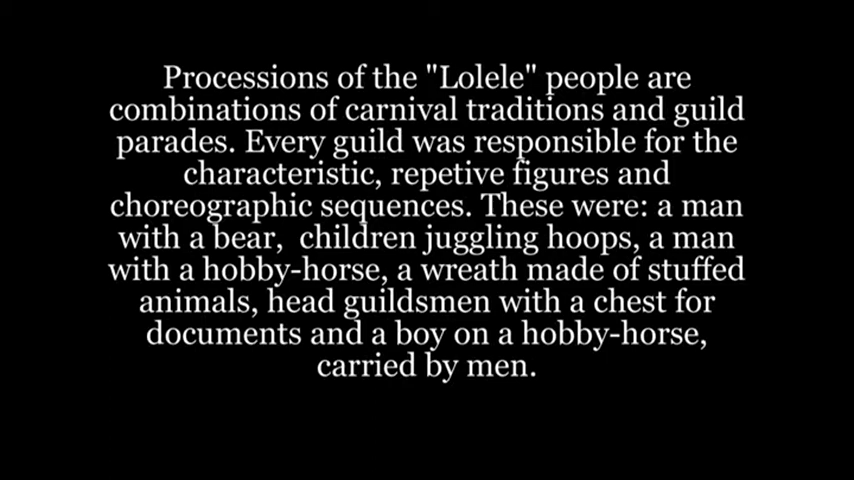 Processions of the "Lolele" people are
combinations of carnival traditions and guild
parades. Every guild was responsible for the
characteristic, repetive figures and
choreographic sequences. These were: a man
with a bear,  children juggling hoops, a man
with a hobby-horse, a wreath made of stuffed
animals, head guildsmen with a chest for
documents and a boy on a hobby-horse,
carried by men.